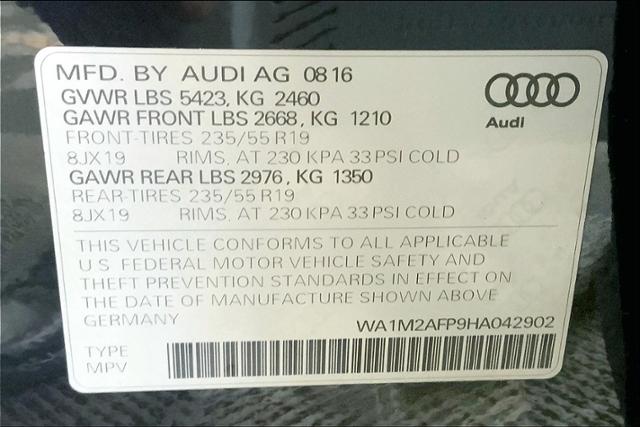 MFD. BY AUDI AG 0816
GVWR LBS 5423, KG 2460
GAWR FRONT LBS 2668, KG 1210
FRONT-TIRES 235/55 R19
8JX19 RIMS, AT 230 KPA 33 PSI COLD
GAWR REAR LBS 2976, KG 1350
REAR-TIRES 235/55 R19
8JX19 RIMS, AT 230 KPA 33 PSI COLD
Audi
THIS VEHICLE CONFORMS TO ALL APPLICABLE
U.S. FEDERAL MOTOR VEHICLE SAFETY AND
THEFT PREVENTION STANDARDS IN EFFECT ON
THE DATE OF MANUFACTURE SHOWN ABOVE
GERMANY WA1M2AFP9HA042902
TYPE
MPV